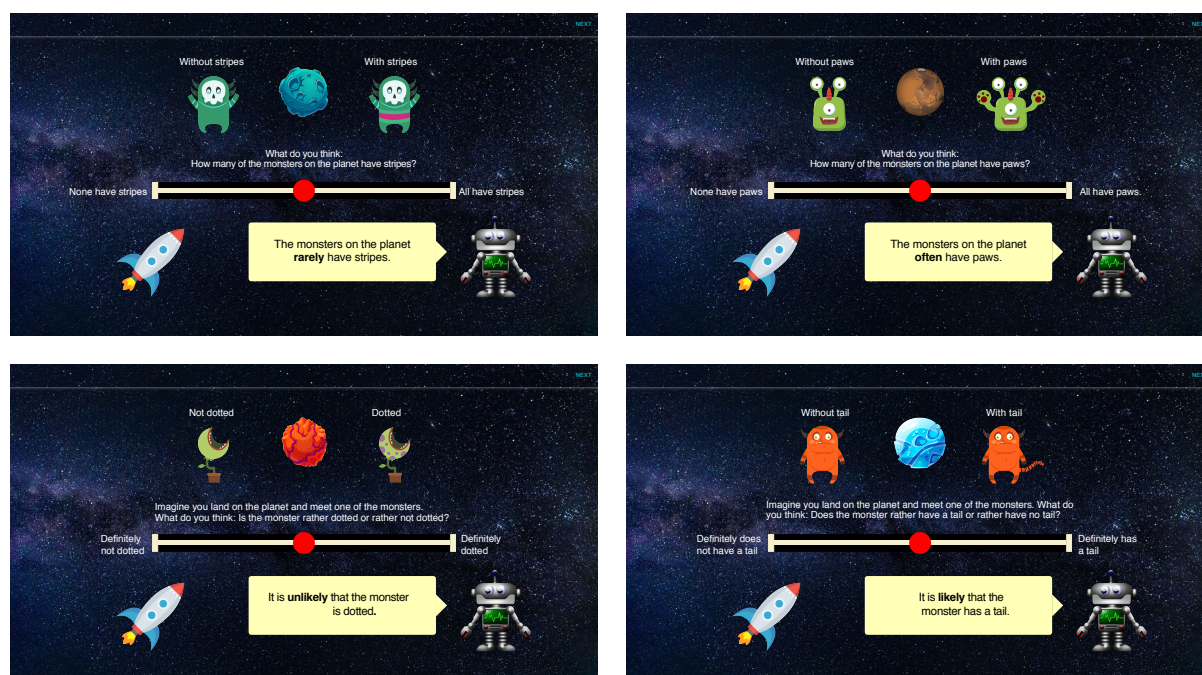 NEXT
Without stripes
With stripes
What do you think:
How many of the monsters on the planet have stripes?
None have stripes
All have stripes
The monsters on the planet
rarely have stripes.
NEX
Without paws
With paws
What do you think:
How many of the monsters on the planet have paws?
None have paws
All have paws.
The monsters on the planet
often have paws.
NEXT
Not dotted
Dotted
Imagine you land on the planet and meet one of the monsters.
What do you think: Is the monster rather dotted or rather not dotted?
Definitely
not dotted
Definitely
dotted
It is unlikely that the monster
is dotted.
NEX
Without tail
With tail
Imagine you land on the planet and meet one of the monsters. What do
you think: Does the monster rather have a tail or rather have no tail?
Definitely does
not have a tail
Definitely has
a tail
It is likely that the
monster has a tail.